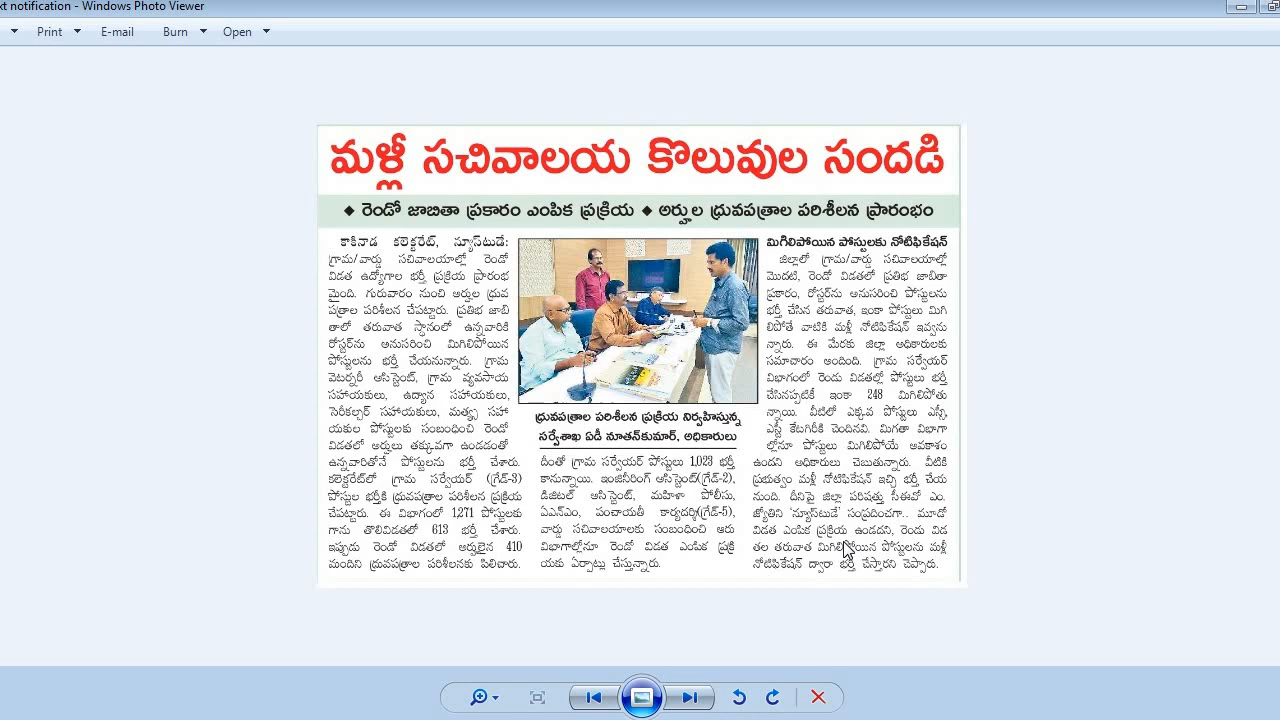 xt notification - Windows Photo Viewer
Print E-mail Burn Open
మళ్లీ సచివాలయ కొలువుల సందడి
◆ రెండో జాబితా ప్రకారం ఎంపిక ప్రక్రియ ◆ అర్హుల ధ్రువపత్రాల పరిశీలన ప్రారంభం
కాకినాడ కలెక్టరేట్, న్యూస్‌టుడే:
గ్రామ/వార్డు సచివాలయాల్లో రెండో
విడత ఉద్యోగాల భర్తీ ప్రక్రియ ప్రారంభ
మైంది. గురువారం నుంచి అర్హుల ధ్రువ
పత్రాల పరిశీలన చేపట్టారు. ప్రతిభ జాబి
తాలో తరువాత స్థానంలో ఉన్నవారికి
రోస్టర్‌ను అనుసరించి మిగిలిపోయిన
పోస్టులను భర్తీ చేయనున్నారు. గ్రామ
వెటర్నరీ అసిస్టెంట్, గ్రామ వ్యవసాయ
సహాయకులు, ఉద్యాన సహాయకులు,
సెరికల్చర్ సహాయకులు, మత్స్య సహా
యకుల పోస్టులకు సంబంధించి రెండో
విడతలో అర్హులు తక్కువగా ఉండడంతో
ఉన్నవారితోనే పోస్టులను భర్తీ చేశారు.
కలెక్టరేట్‌లో గ్రామ సర్వేయర్ (గ్రేడ్-3)
పోస్టుల భర్తీకి ధ్రువపత్రాల పరిశీలన ప్రక్రియ
చేపట్టారు. ఈ విభాగంలో 1,271 పోస్టులకు
గాను తొలివిడతలో 613 భర్తీ చేశారు.
ఇప్పుడు రెండో విడతలో అర్హులైన 410
మందిని ధ్రువపత్రాల పరిశీలనకు పిలిచారు.
ధ్రువపత్రాల పరిశీలన ప్రక్రియ నిర్వహిస్తున్న
సర్వేశాఖ ఏడీ నూతన్‌కుమార్, అధికారులు
దీంతో గ్రామ సర్వేయర్ పోస్టులు 1,023 భర్తీ
కానున్నాయి. ఇంజినీరింగ్ అసిస్టెంట్(గ్రేడ్-2),
డిజిటల్ అసిస్టెంట్, మహిళా పోలీసు,
ఏఎన్ఎం, పంచాయతీ కార్యదర్శి(గ్రేడ్-5),
వార్డు సచివాలయాలకు సంబంధించి ఆరు
విభాగాల్లోనూ రెండో విడత ఎంపిక ప్రక్రి
యకు ఏర్పాట్లు చేస్తున్నారు.
మిగిలిపోయిన పోస్టులకు నోటిఫికేషన్
జిల్లాలో గ్రామ/వార్డు సచివాలయాల్లో
మొదటి, రెండో విడతలో ప్రతిభ జాబితా
ప్రకారం, రోస్టర్‌ను అనుసరించి పోస్టులను
భర్తీ చేసిన తరువాత, ఇంకా పోస్టులు మిగి
లిపోతే వాటికి మళ్లీ నోటిఫికేషన్ ఇవ్వను
న్నారు. ఈ మేరకు జిల్లా అధికారులకు
సమాచారం అందింది. గ్రామ సర్వేయర్
విభాగంలో రెండు విడతల్లో పోస్టులు భర్తీ
చేసినప్పటికీ ఇంకా 248 మిగిలిపోతు
న్నాయి. వీటిలో ఎక్కువ పోస్టులు ఎస్సీ,
ఎస్టీ కేటగిరీకి చెందినవి. మిగతా విభాగా
ల్లోనూ పోస్టులు మిగిలిపోయే అవకాశం
ఉందని అధికారులు చెబుతున్నారు. వీటికి
ప్రభుత్వం మళ్లీ నోటిఫికేషన్ ఇచ్చి భర్తీ చేయ
నుంది. దీనిపై జిల్లా పరిషత్తు సీఈవో ఎం.
జ్యోతిని 'న్యూస్‌టుడే' సంప్రదించగా.. మూడో
విడత ఎంపిక ప్రక్రియ ఉండదని, రెండు విడ
తల తరువాత మిగిలిపోయిన పోస్టులను మళ్లీ
నోటిఫికేషన్ ద్వారా భర్తీ చేస్తారని చెప్పారు.